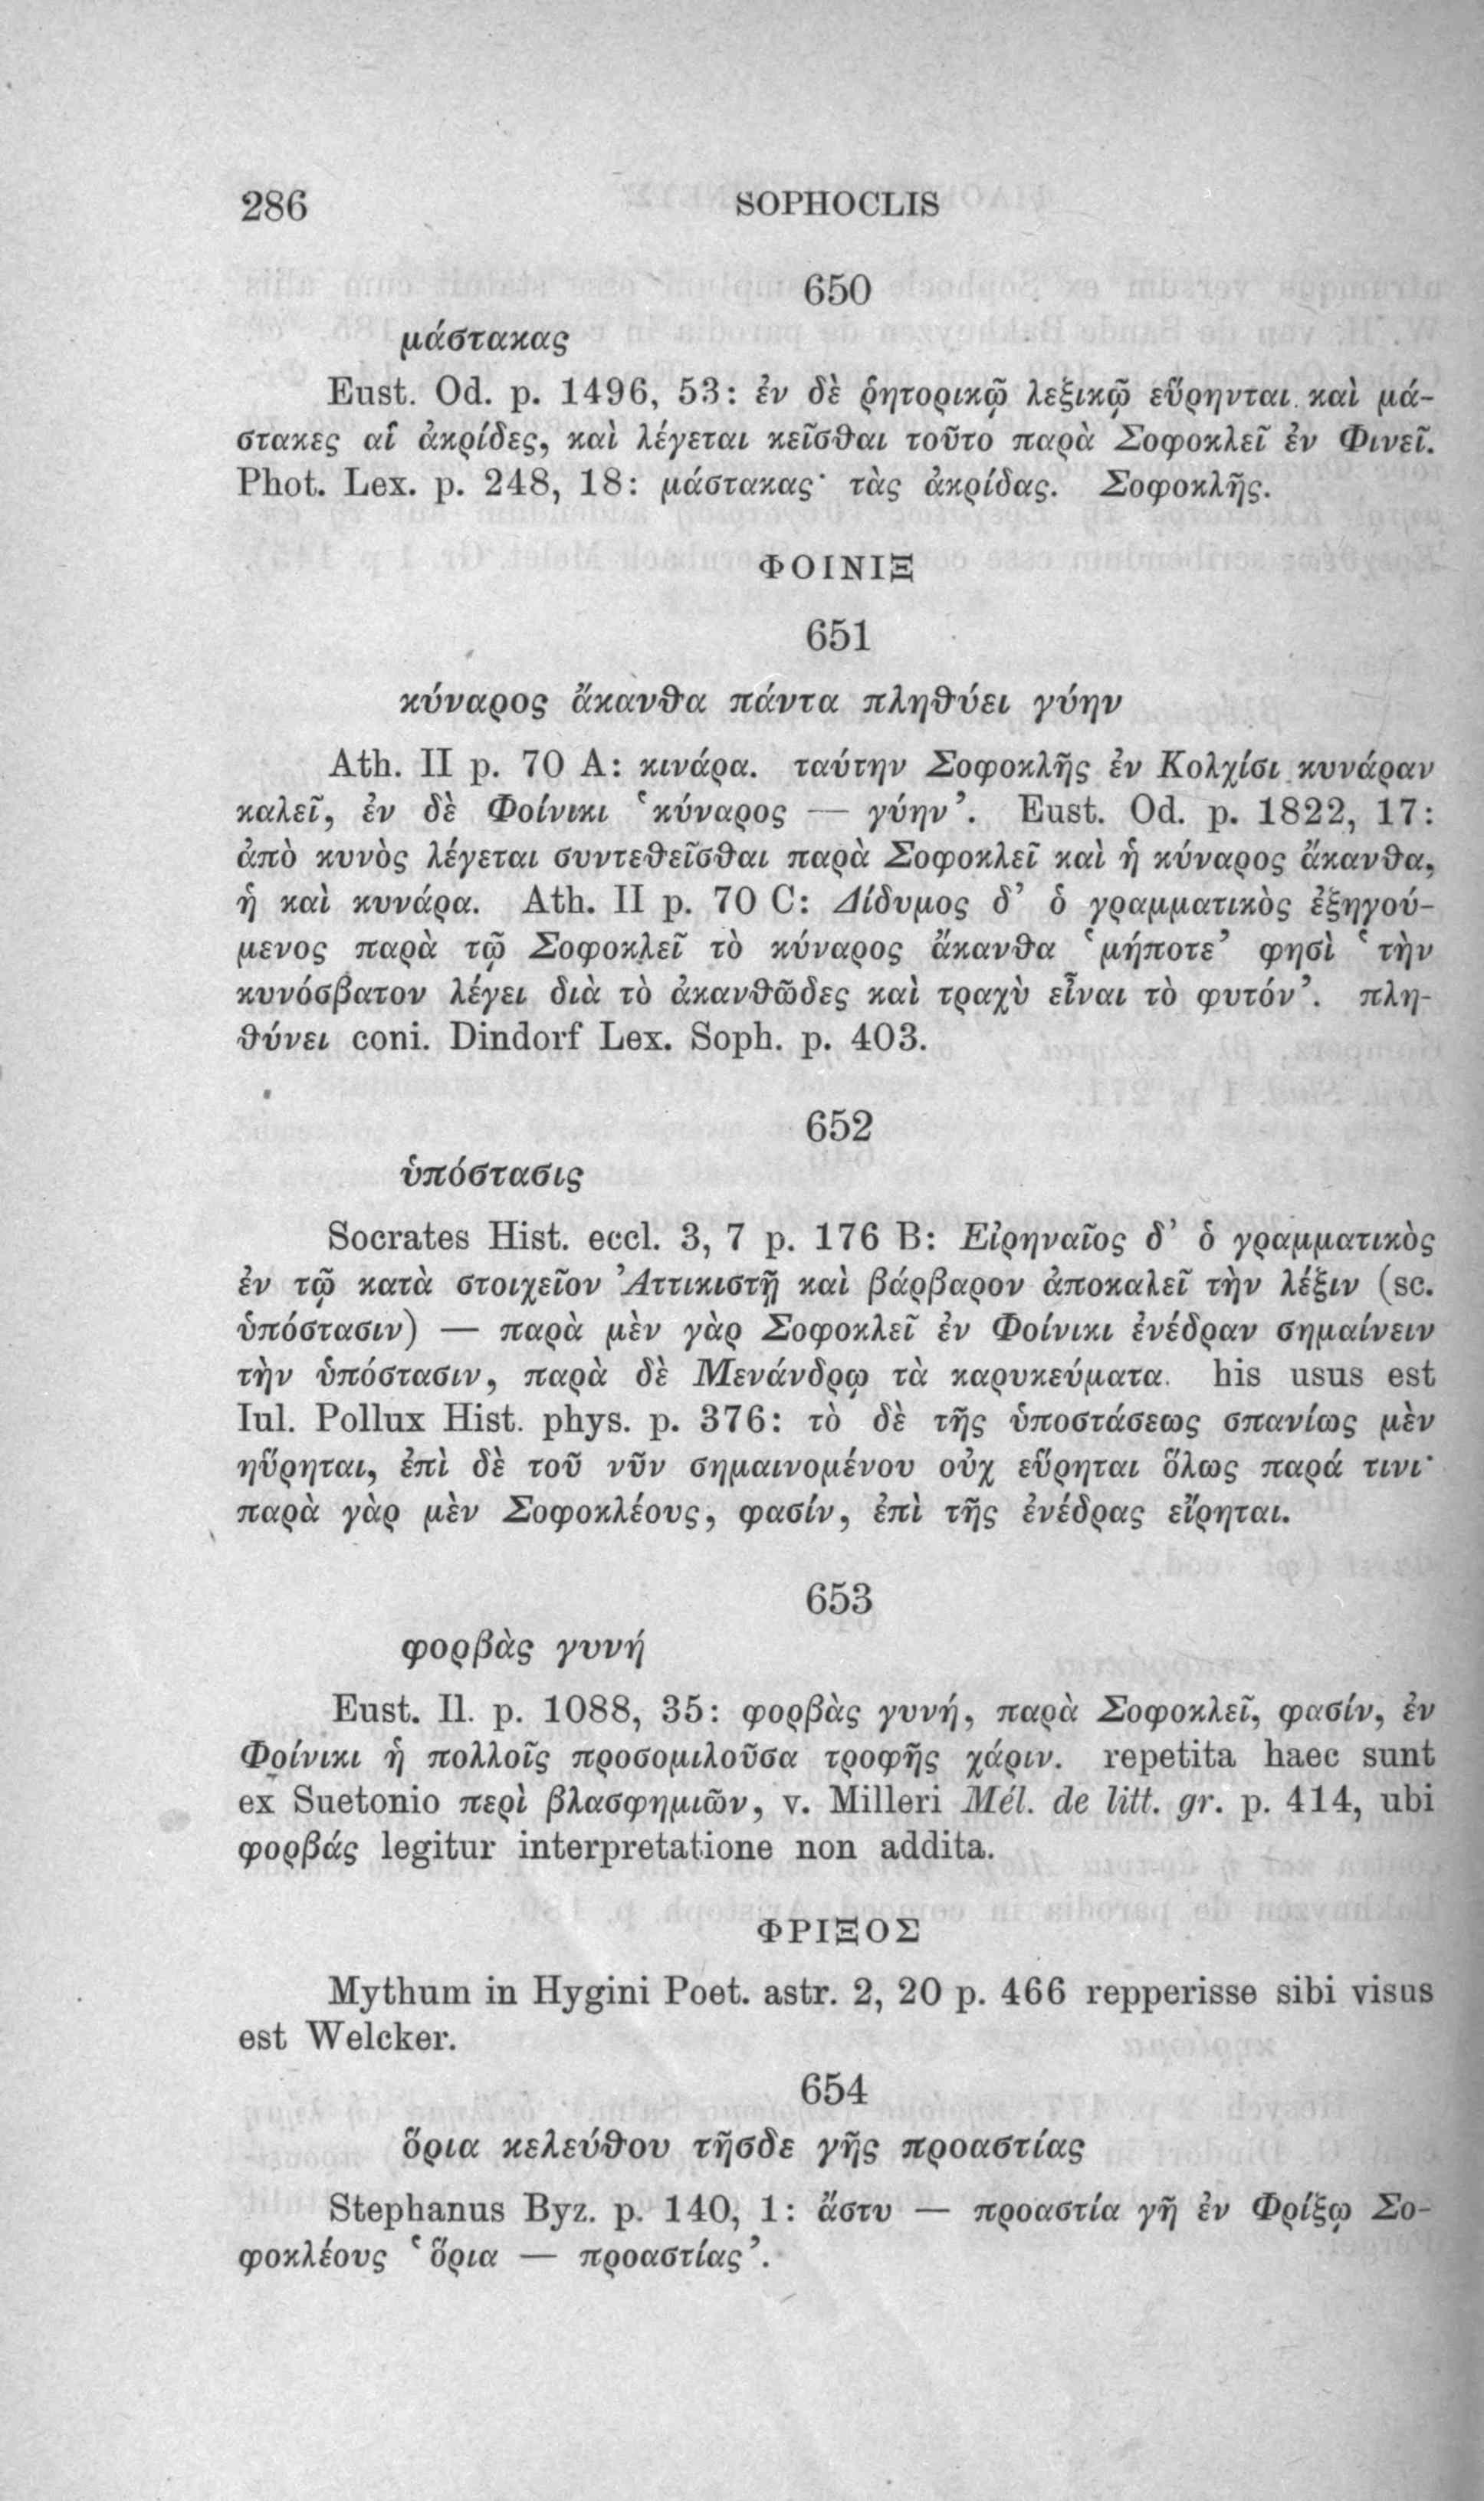 286 SOPHOCLIS
650
μάστακας
Eust. Od. p. 1496, 53: ἐν δὲ ῥητορικῷ λεξικῷ εὕρηνται καὶ μά-
στακες αἱ ἀκρίδες, καὶ λέγεται κεῖσθαι τοῦτο παρὰ Σοφοκλεῖ ἐν Φινεῖ.
Phot. Lex. p. 248, 18: μάστακας· τὰς ἀκρίδας. Σοφοκλῆς.
ΦΟΙΝΙΞ
651
κύναρος ἄκανθα πάντα πληθύει γύην
Ath. II p. 70 A: κινάρα. ταύτην Σοφοκλῆς ἐν Κολχίσι κυνάραν
καλεῖ, ἐν δὲ Φοίνικι ‛κύναρος — γύην’. Eust. Od. p. 1822, 17:
ἀπὸ κυνὸς λέγεται συντεθεῖσθαι παρὰ Σοφοκλεῖ καὶ ἡ κύναρος ἄκανθα,
ἡ καὶ κυνάρα. Ath. II p. 70 C: Δίδυμος δ’ ὁ γραμματικὸς ἐξηγού-
μενος παρὰ τῷ Σοφοκλεῖ τὸ κύναρος ἄκανθα ‛μήποτε’ φησὶ ‛τὴν
κυνόσβατον λέγει διὰ τὸ ἀκανθῶδες καὶ τραχὺ εἶναι τὸ φυτόν’. πλη-
θύνει coni. Dindorf Lex. Soph. p. 403.
652
ὑπόστασις
Socrates Hist. eccl. 3, 7 p. 176 B: Εἰρηναῖος δ’ ὁ γραμματικὸς
ἐν τῷ κατὰ στοιχεῖον Ἀττικιστῇ καὶ βάρβαρον ἀποκαλεῖ τὴν λέξιν (sc.
ὑπόστασιν) — παρὰ μὲν γὰρ Σοφοκλεῖ ἐν Φοίνικι ἐνέδραν σημαίνειν
τὴν ὑπόστασιν, παρὰ δὲ Μενάνδρῳ τὰ καρυκεύματα. his usus est
Iul. Pollux Hist. phys. p. 376: τὸ δὲ τῆς ὑποστάσεως σπανίως μὲν
ηὕρηται, ἐπὶ δὲ τοῦ νῦν σημαινομένου οὐχ εὕρηται ὅλως παρά τινι·
παρὰ γὰρ μὲν Σοφοκλέους, φασίν, ἐπὶ τῆς ἐνέδρας εἴρηται.
653
φορβὰς γυνή
Eust. Il. p. 1088, 35: φορβὰς γυνή, παρὰ Σοφοκλεῖ, φασίν, ἐν
Φοίνικι ἡ πολλοῖς προσομιλοῦσα τροφῆς χάριν. repetita haec sunt
ex Suetonio περὶ βλασφημιῶν, v. Milleri Mél. de litt. gr. p. 414, ubi
φορβάς legitur interpretatione non addita.
ΦΡΙΞΟΣ
Mythum in Hygini Poet. astr. 2, 20 p. 466 repperisse sibi visus
est Welcker.
654
ὅρια κελεύθου τῆσδε γῆς προαστίας
Stephanus Byz. p. 140, 1: ἄστυ — προαστία γῆ ἐν Φρίξῳ Σο-
φοκλέους ‛ὅρια — προαστίας’.